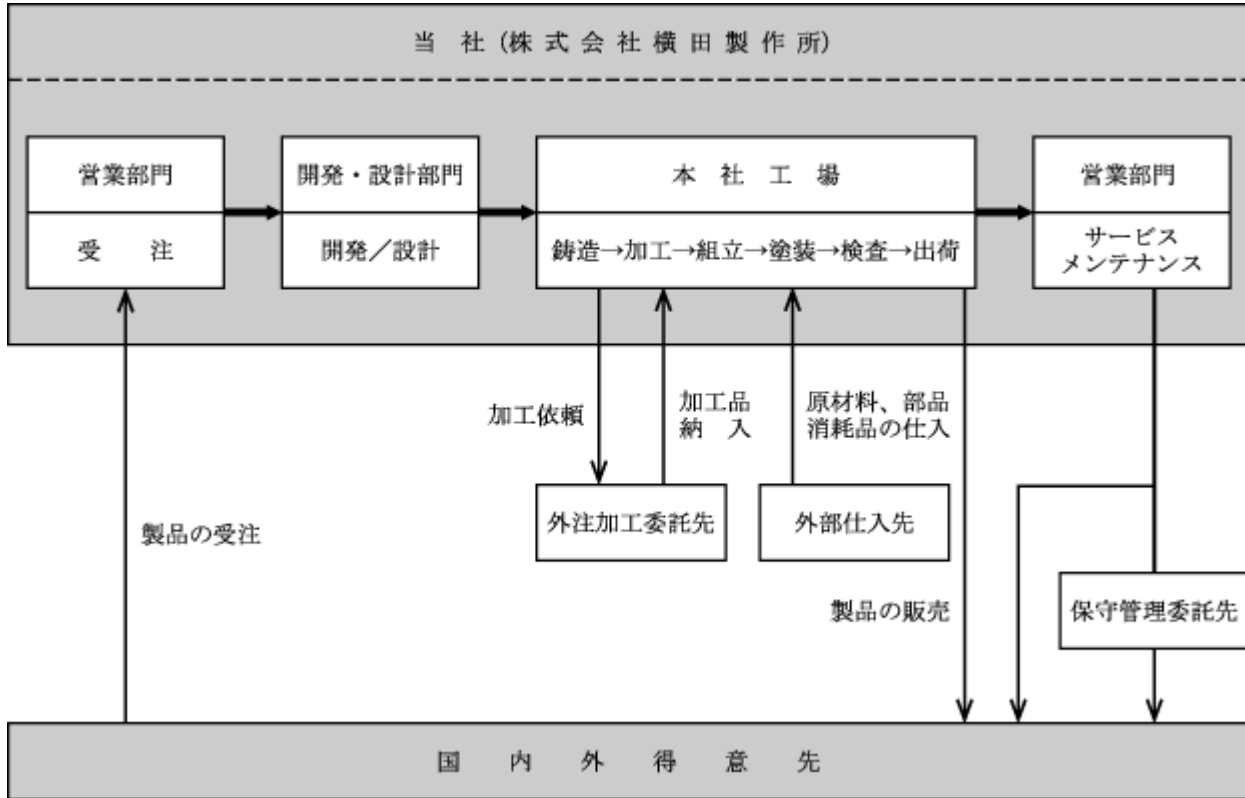 当社(株式会社横田製作所)
営業部門
受注
開発・設計部門
開発／設計
本社工場
鋳造→加工→組立→塗装→検査→出荷
営業部門
サービス
メンテナンス
加工依頼
加工品
納入
原材料、部品
消耗品の仕入
外注加工委託先
外部仕入先
製品の受注
製品の販売
保守管理委託先
国内外得意先